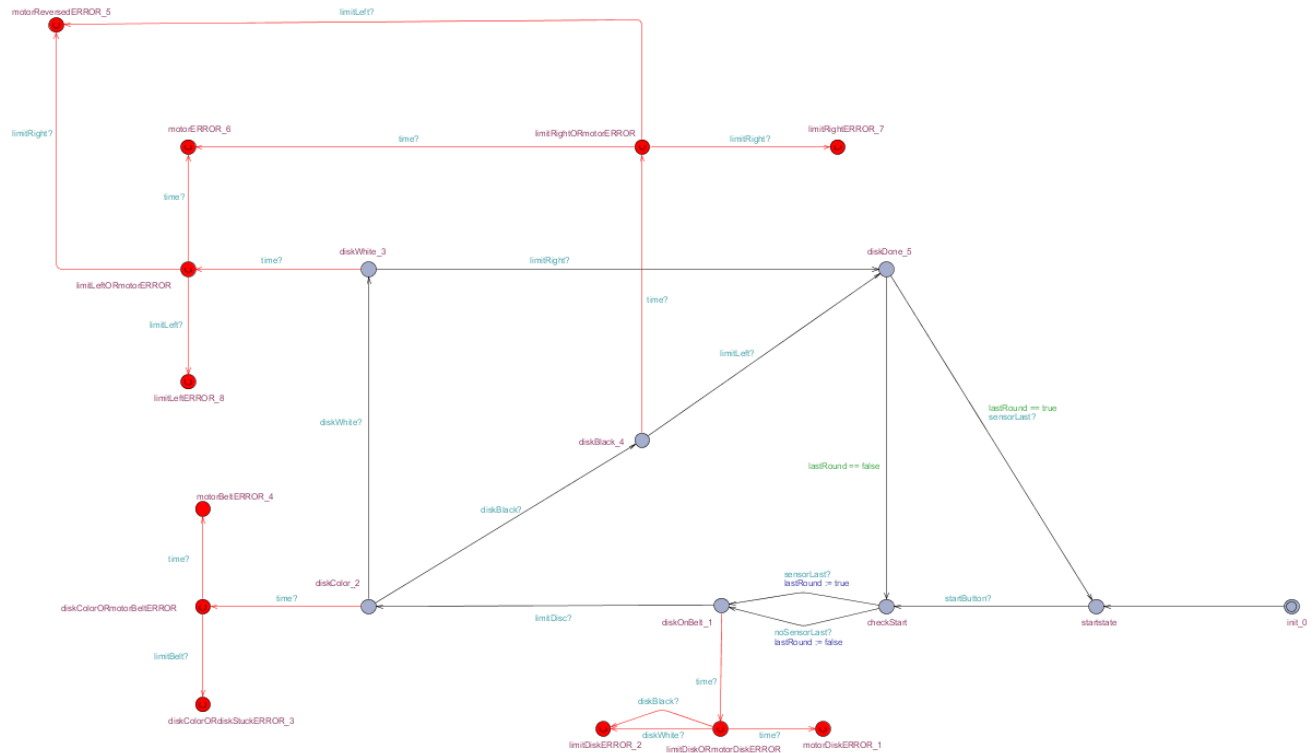 motorReversedERROR_5
limitLeft?
limitRight?
motorERROR_6
time?
limitRightORmotorERROR
limitRight?
limitRightERROR_7
time?
diskWhite_3
diskDone_5
time?
limitRight?
limitLeftORmotorERROR
time?
limitLeft?
limitLeft?
limitLeftERROR_8
lastRound == true
sensorLast?
diskWhite?
diskBlack_4
lastRound == false
motorBeltERROR_4
diskBlack?
time?
diskColor_2
sensorLast?
lastRound := true
time?
startButton?
diskColorORmotorBeltERROR
limitDisc?
diskOnBelt_1
checkStart
startstate
init_0
noSensorLast?
lastRound := false
limitBelt?
time?
diskBlack?
diskColorORdiskStuckERROR_3
diskWhite?
time?
limitDiskERROR_2
limitDiskORmotorDiskERROR
motorDiskERROR_1